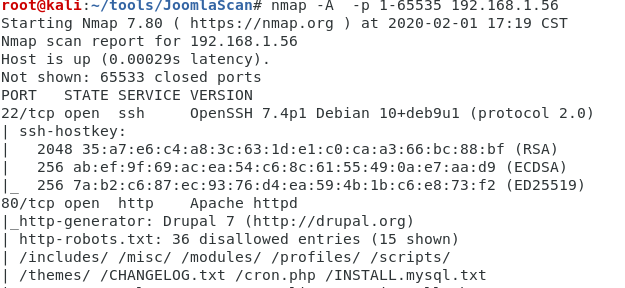 root@kali:~/tools/JoomlaScan# nmap -A  -p 1-65535 192.168.1.56
Starting Nmap 7.80 ( https://nmap.org ) at 2020-02-01 17:19 CST
Nmap scan report for 192.168.1.56
Host is up (0.00029s latency).
Not shown: 65533 closed ports
PORT   STATE SERVICE VERSION
22/tcp open  ssh     OpenSSH 7.4p1 Debian 10+deb9u1 (protocol 2.0)
| ssh-hostkey:
|   2048 35:a7:e6:c4:a8:3c:63:1d:e1:c0:ca:a3:66:bc:88:bf (RSA)
|   256 ab:ef:9f:69:ac:ea:54:c6:8c:61:55:49:0a:e7:aa:d9 (ECDSA)
|_  256 7a:b2:c6:87:ec:93:76:d4:ea:59:4b:1b:c6:e8:73:f2 (ED25519)
80/tcp open  http    Apache httpd
|_http-generator: Drupal 7 (http://drupal.org)
| http-robots.txt: 36 disallowed entries (15 shown)
| /includes/ /misc/ /modules/ /profiles/ /scripts/
| /themes/ /CHANGELOG.txt /cron.php /INSTALL.mysql.txt